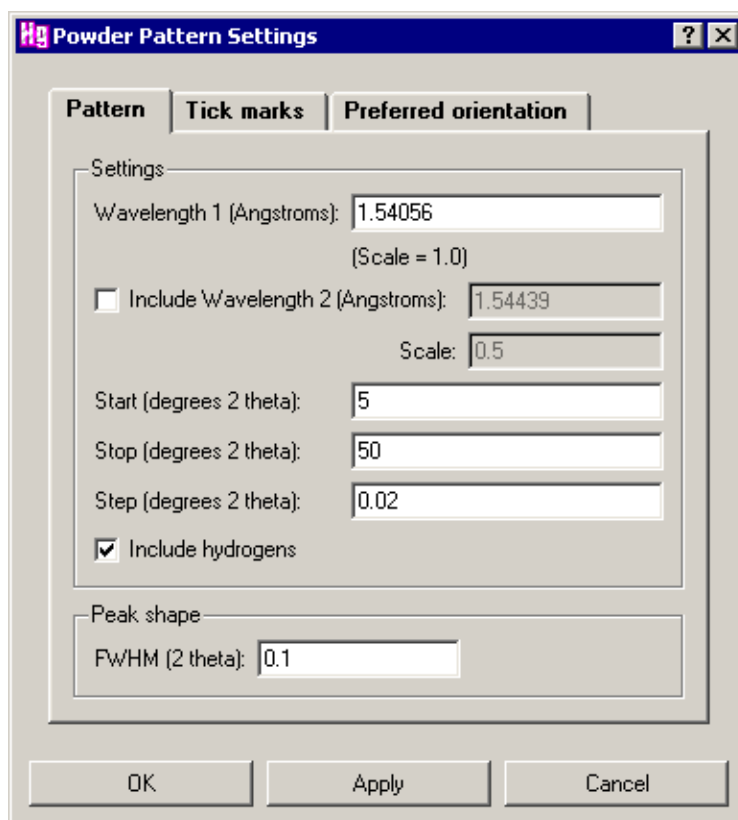 Hg Powder Pattern Settings ? ×
Pattern Tick marks Preferred orientation
Settings
Wavelength 1 (Angstroms): 1.54056
(Scale = 1.0)
Include Wavelength 2 (Angstroms): 1.54439
Scale: 0.5
Start (degrees 2 theta): 5
Stop (degrees 2 theta): 50
Step (degrees 2 theta): 0.02
Include hydrogens
Peak shape
FWHM (2 theta): 0.1
OK Apply Cancel